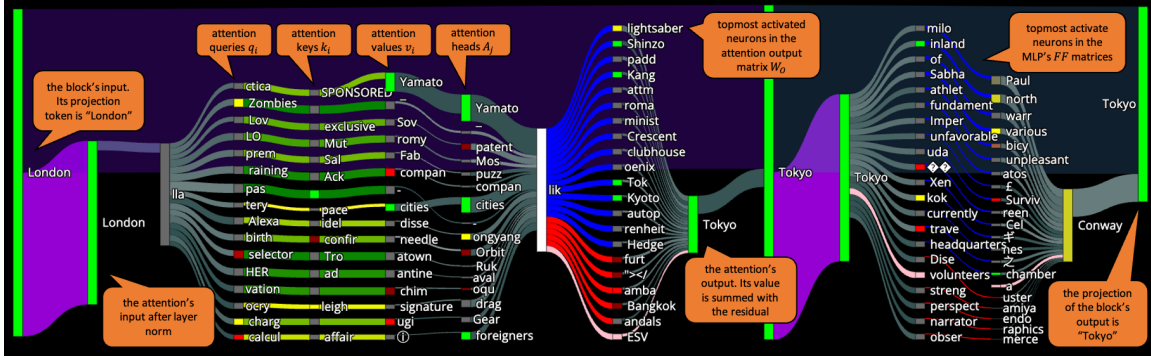 attention
queries qᵢ
attention
keys kᵢ
attention
values vᵢ
attention
heads Aⱼ
topmost activated
neurons in the
attention output
matrix W_O
topmost activate
neurons in the
MLP's FF matrices
the block's input.
Its projection
token is "London"
the attention's
input after layer
norm
the attention's
output. Its value
is summed with
the residual
the projection
of the block's
output is
"Tokyo"
London
London
lla
ctica
Zombies
Lov
LO
prem
raining
pas
tery
Alexa
birth
selector
HER
vation
ocry
charg
calcul
SPONSORED
exclusive
Mut
Sal
Ack
-
pace
idel
confir
Tro
ad
leigh
affair
Yamato
_
Sov
romy
Fab
compan
-
cities
disse
needle
atown
antine
chim
signature
ugi
ⓘ
Yamato
_
patent
Mos
puzz
compan
cities
ongyang
Orbit
Ruk
aval
oqu
drag
Gear
foreigners
lik
lightsaber
Shinzo
padd
Kang
attm
roma
minist
Crescent
clubhouse
oenix
Tok
Kyoto
autop
renheit
Hedge
furt
"></
amba
Bangkok
andals
ESV
Tokyo
Tokyo
Tokyo
milo
inland
of
Sabha
athlet
fundament
Imper
unfavorable
uda
��
Xen
kok
currently
trave
headquarters
Dise
volunteers
streng
perspect
narrator
obser
Paul
north
warr
various
bicy
unpleasant
atos
£
Surviv
reen
Cel
ギ
hes
之
chamber
a
uster
amiya
endo
raphics
merce
Conway
Tokyo